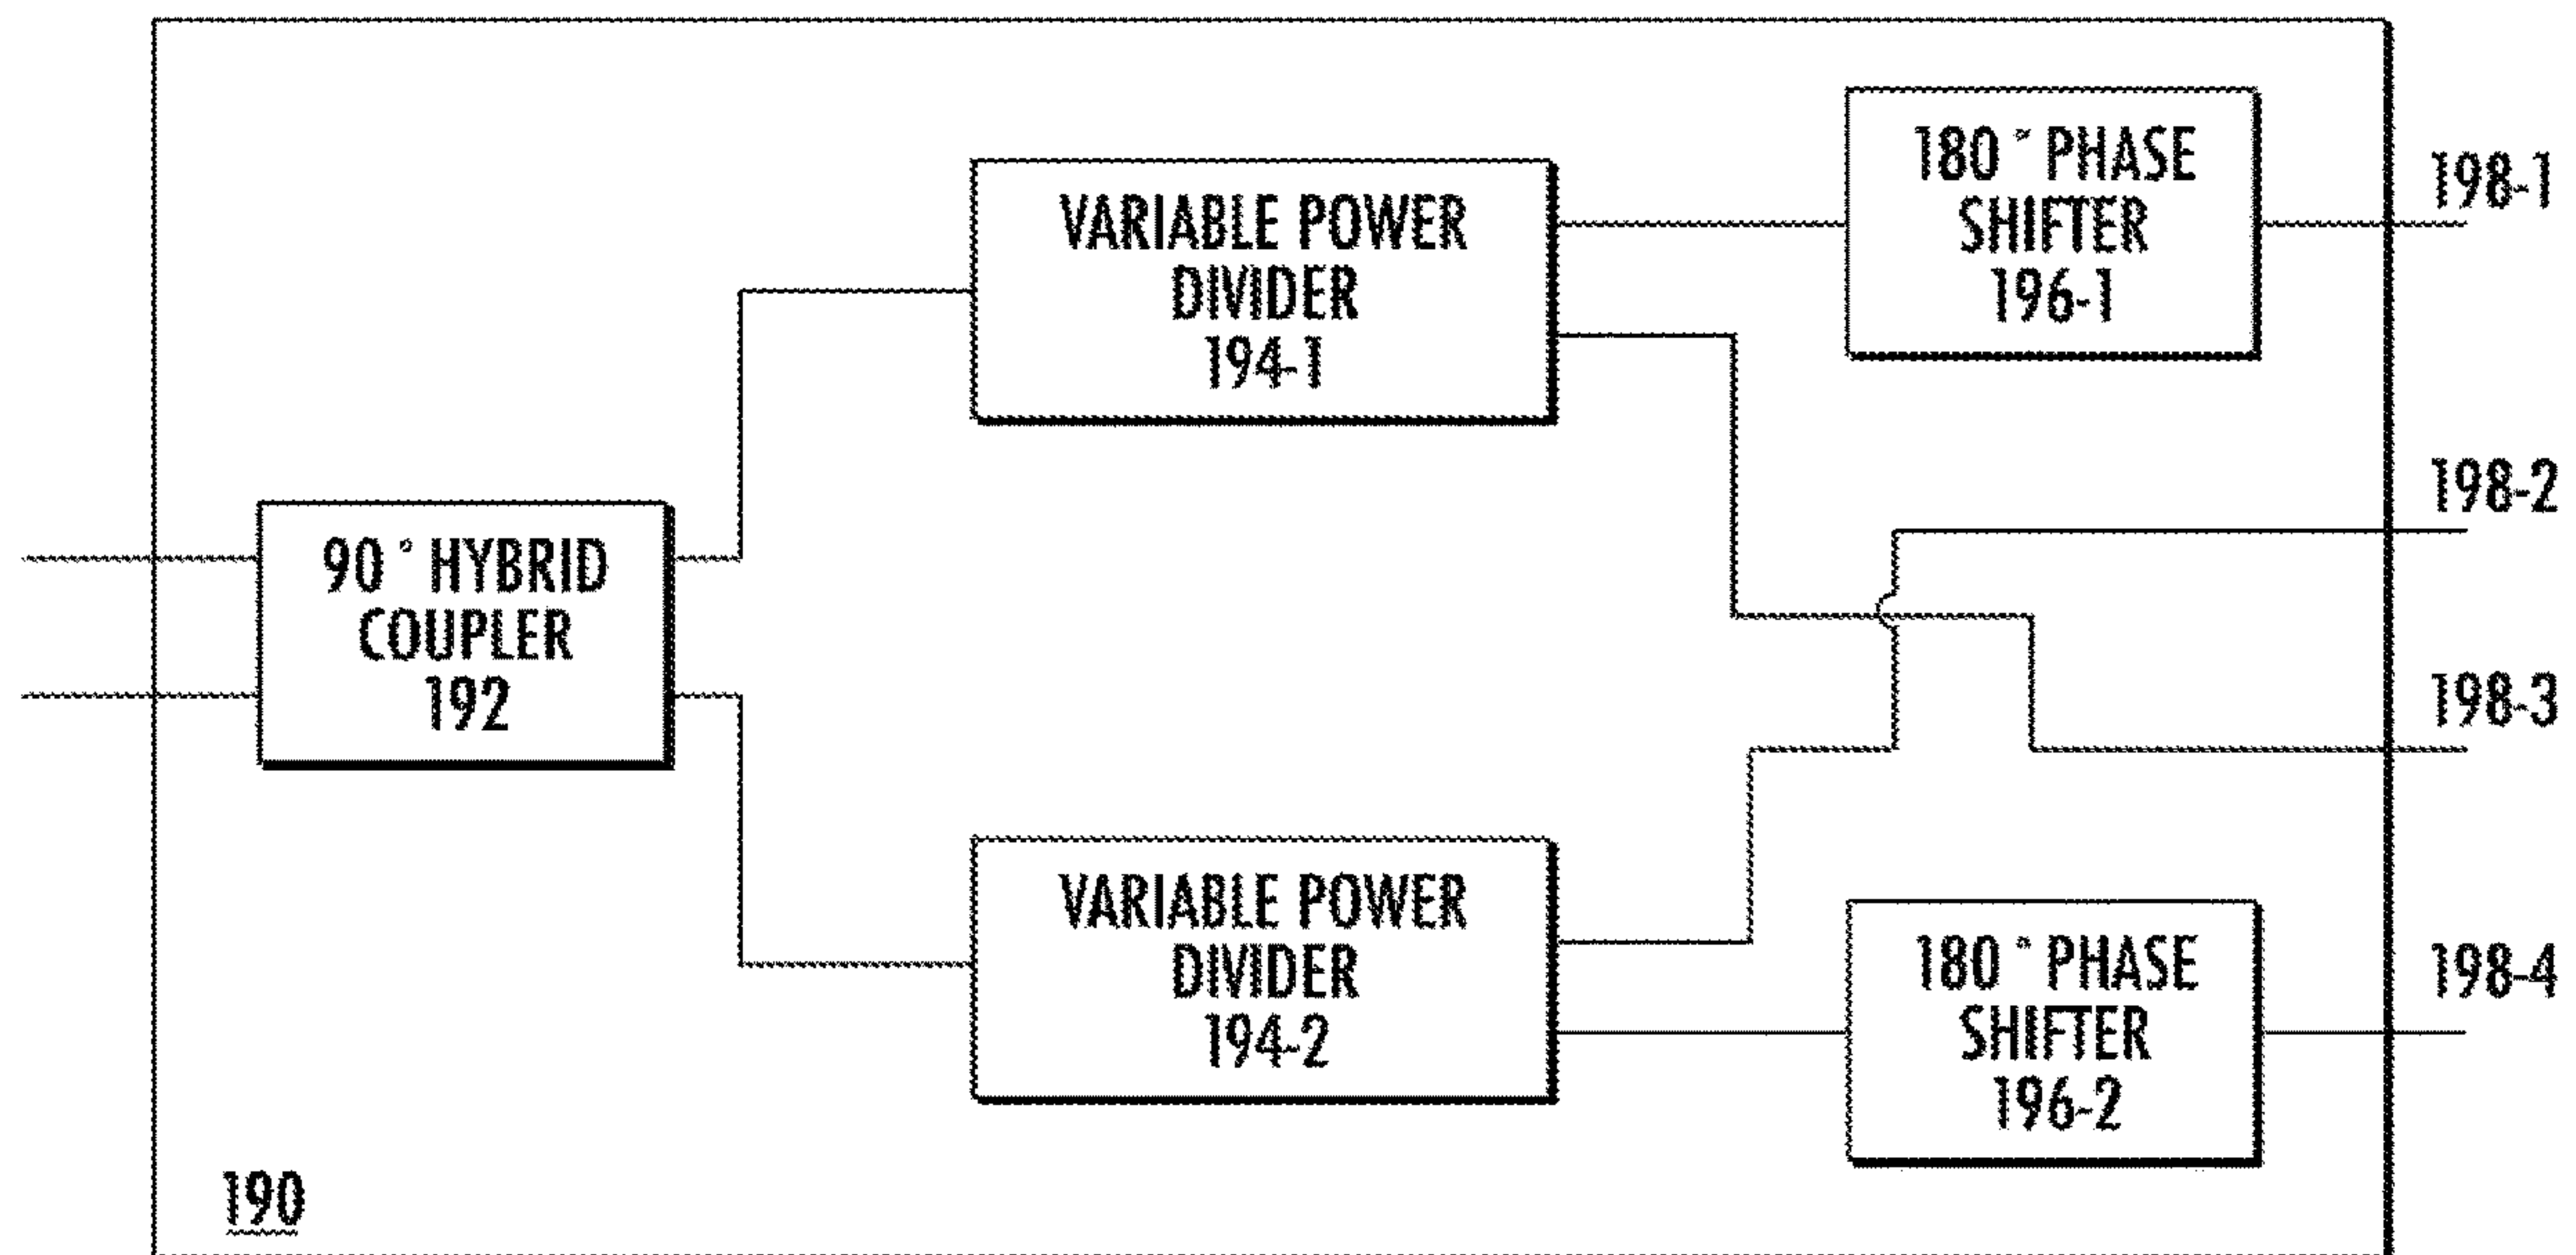 180° PHASE
SHIFTER
196-1
198-1
VARIABLE POWER
DIVIDER
194-1
198-2
90° HYBRID
COUPLER
192
198-3
VARIABLE POWER
DIVIDER
194-2
180° PHASE
SHIFTER
196-2
198-4
190